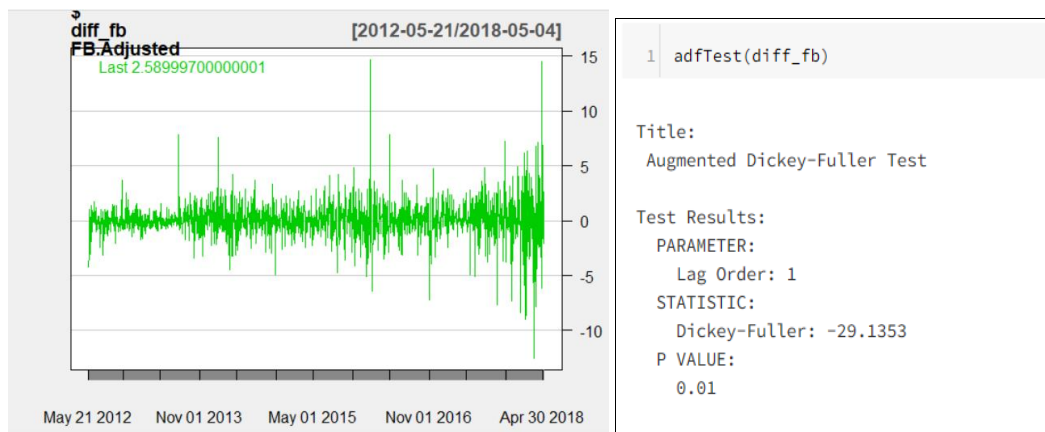 $
diff_fb [2012-05-21/2018-05-04]
FB.Adjusted
Last 2.58999700000001
15
10
5
0
-5
-10
May 21 2012 Nov 01 2013 May 01 2015 Nov 01 2016 Apr 30 2018
1 adfTest(diff_fb)
Title:
Augmented Dickey-Fuller Test
Test Results:
PARAMETER:
Lag Order: 1
STATISTIC:
Dickey-Fuller: -29.1353
P VALUE:
0.01